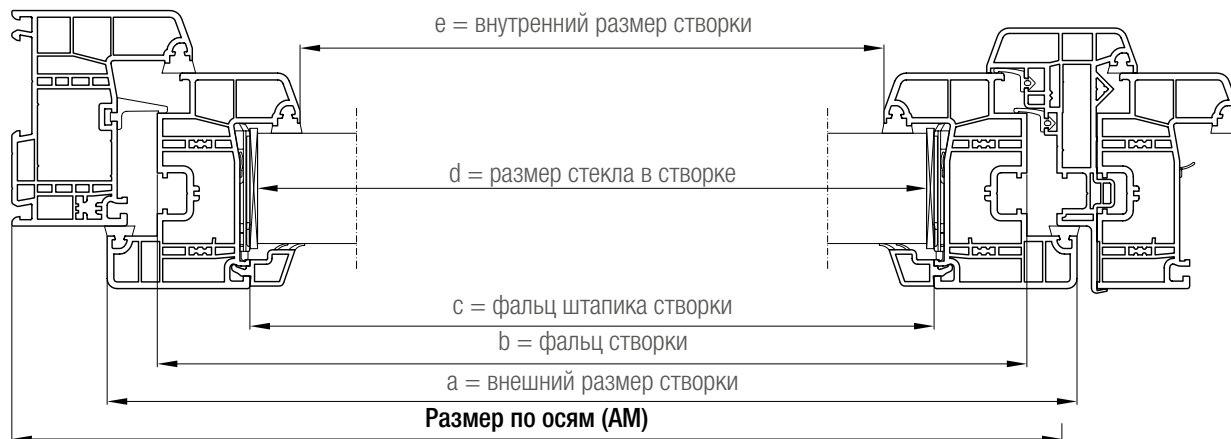 e = внутренний размер створки
d = размер стекла в створке
c = фальц штапика створки
b = фальц створки
a = внешний размер створки
Размер по осям (AM)